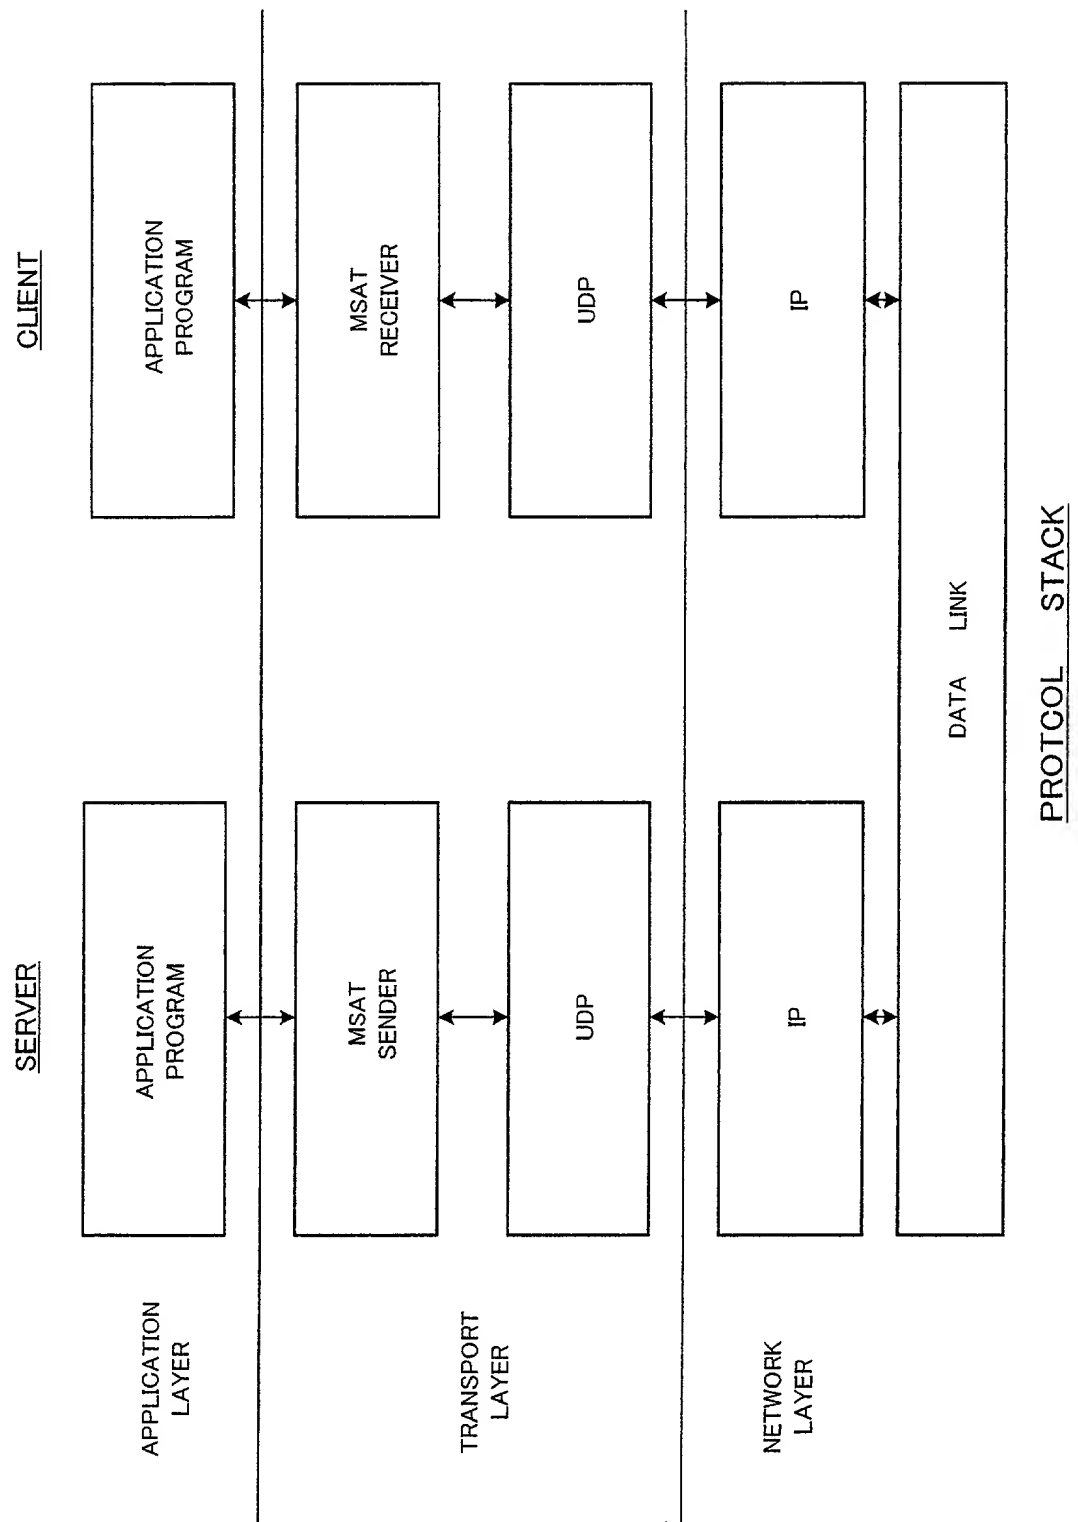 SERVER
CLIENT
APPLICATION
LAYER
APPLICATION
PROGRAM
APPLICATION
PROGRAM
TRANSPORT
LAYER
MSAT
SENDER
MSAT
RECEIVER
UDP
UDP
NETWORK
LAYER
IP
IP
DATA LINK
PROTCOL STACK